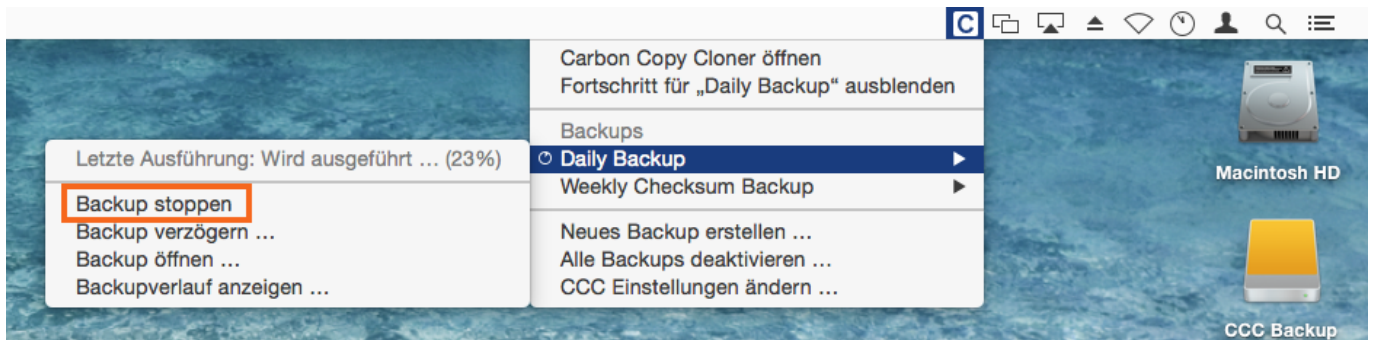 C
Carbon Copy Cloner öffnen
Fortschritt für „Daily Backup“ ausblenden
Backups
Daily Backup
Weekly Checksum Backup
Neues Backup erstellen ...
Alle Backups deaktivieren ...
CCC Einstellungen ändern ...
Letzte Ausführung: Wird ausgeführt ... (23%)
Backup stoppen
Backup verzögern ...
Backup öffnen ...
Backupverlauf anzeigen ...
Macintosh HD
CCC Backup